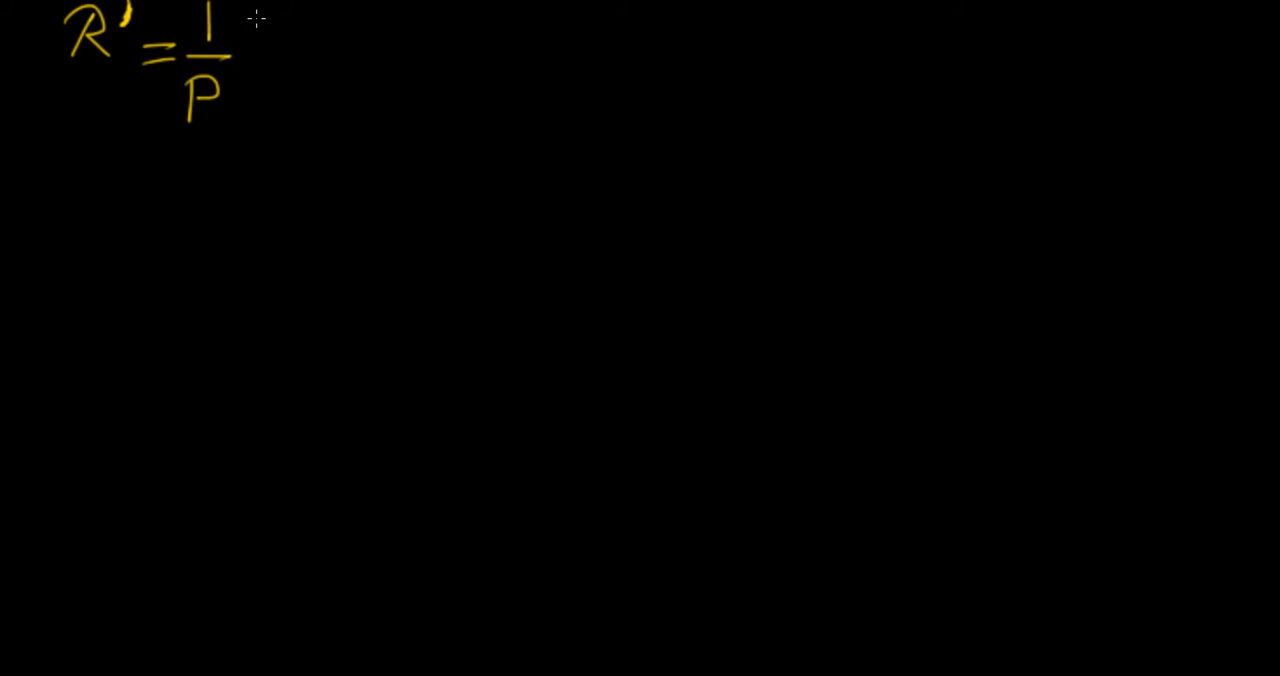 R' = 1/P